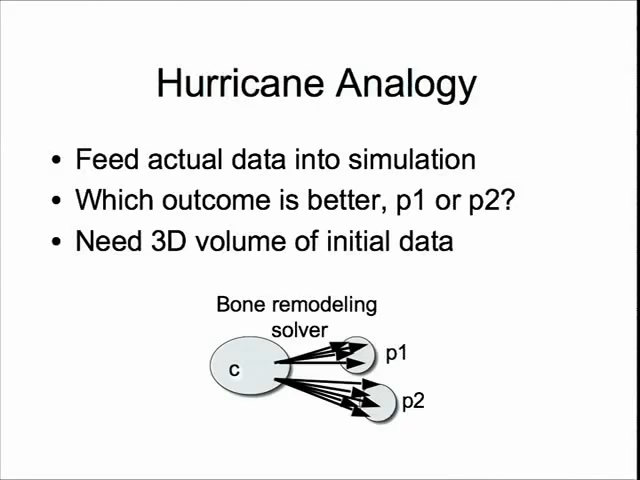 Hurricane Analogy
• Feed actual data into simulation
• Which outcome is better, p1 or p2?
• Need 3D volume of initial data
Bone remodeling
solver
p1
c
p2